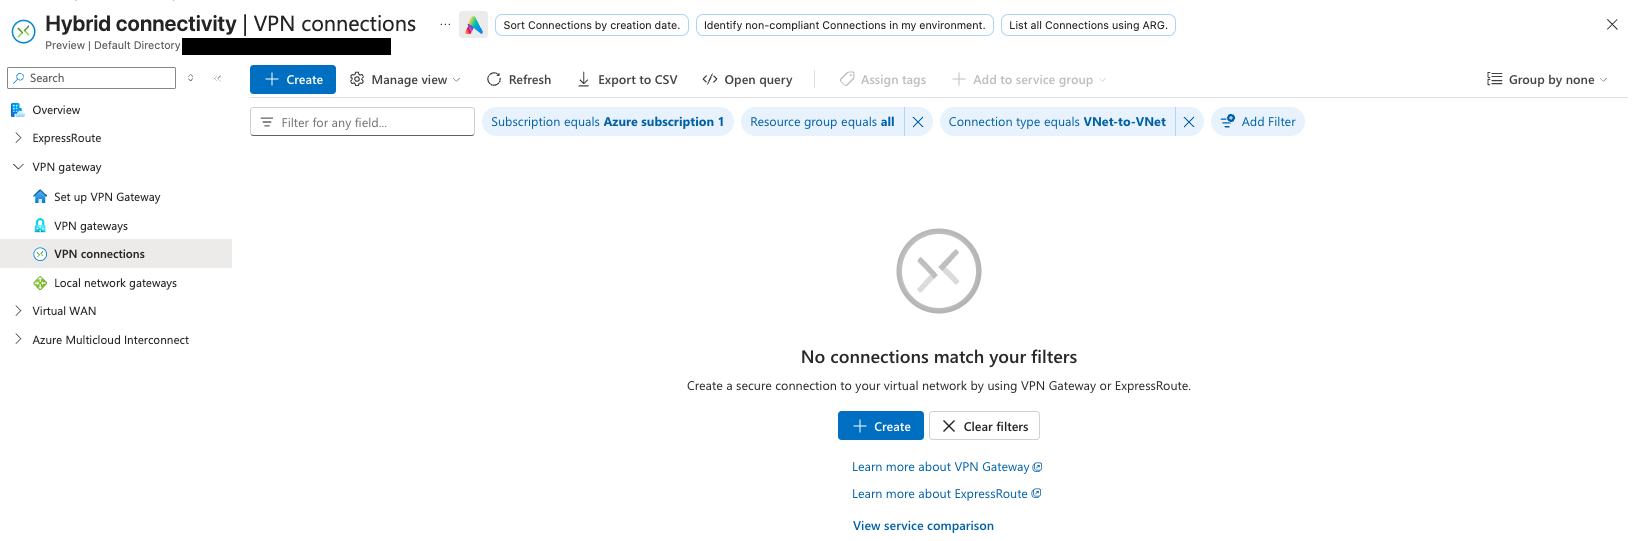 Hybrid connectivity | VPN connections ...
Sort Connections by creation date.
Identify non-compliant Connections in my environment.
List all Connections using ARG.
Preview | Default Directory
Search
Create
Manage view
Refresh
Export to CSV
Open query
Assign tags
Add to service group
Group by none
Overview
ExpressRoute
VPN gateway
Set up VPN Gateway
VPN gateways
VPN connections
Local network gateways
Virtual WAN
Azure Multicloud Interconnect
Filter for any field...
Subscription equals Azure subscription 1
Resource group equals all
Connection type equals VNet-to-VNet
Add Filter
No connections match your filters
Create a secure connection to your virtual network by using VPN Gateway or ExpressRoute.
Create
Clear filters
Learn more about VPN Gateway
Learn more about ExpressRoute
View service comparison